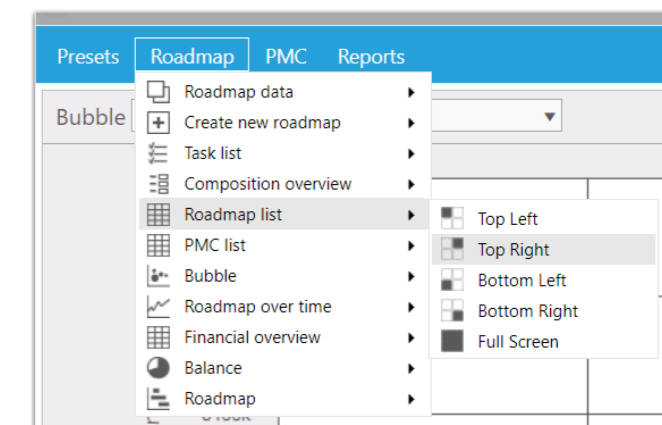 Presets Roadmap PMC Reports
Bubble
Roadmap data
Create new roadmap
Task list
Composition overview
Roadmap list
PMC list
Bubble
Roadmap over time
Financial overview
Balance
Roadmap
Top Left
Top Right
Bottom Left
Bottom Right
Full Screen